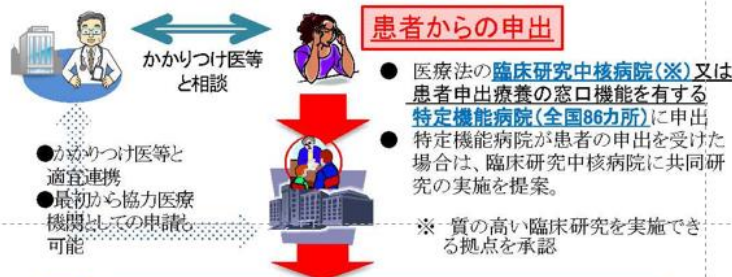 患者からの申出
かかりつけ医等
と相談
● 医療法の臨床研究中核病院(※)又は
患者申出療養の窓口機能を有する
特定機能病院(全国86カ所)に申出
● 特定機能病院が患者の申出を受けた
場合は、臨床研究中核病院に共同研
究の実施を提案。
※ 質の高い臨床研究を実施でき
る拠点を承認
●かかりつけ医等と
適宜連携
●最初から協力医療
機関としての申請も
可能